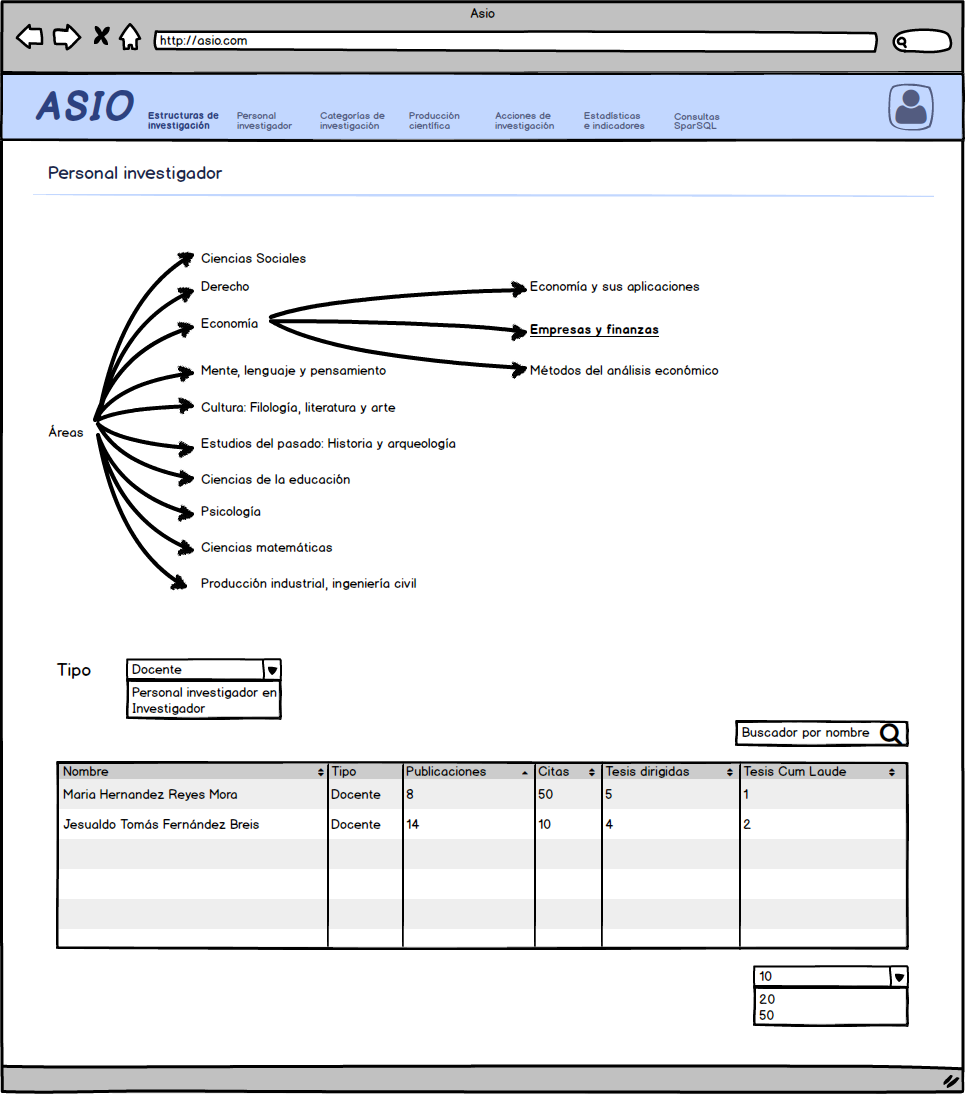 Asio
http://asio.com
ASIO
Estructuras de
investigación
Personal
investigador
Categorías de
investigación
Producción
científica
Acciones de
investigación
Estadísticas
e indicadores
Consultas
SparSQL
Personal investigador
Ciencias Sociales
Derecho
Economía y sus aplicaciones
Economía
Empresas y finanzas
Mente, lenguaje y pensamiento
Métodos del análisis económico
Cultura: Filología, literatura y arte
Áreas
Estudios del pasado: Historia y arqueología
Ciencias de la educación
Psicología
Ciencias matemáticas
Producción industrial, ingeniería civil
Tipo
Docente
Personal investigador en
Investigador
Buscador por nombre
Nombre Tipo Publicaciones Citas Tesis dirigidas Tesis Cum Laude
Maria Hernandez Reyes Mora Docente 8 50 5 1
Jesualdo Tomás Fernández Breis Docente 14 10 4 2
10
20
50